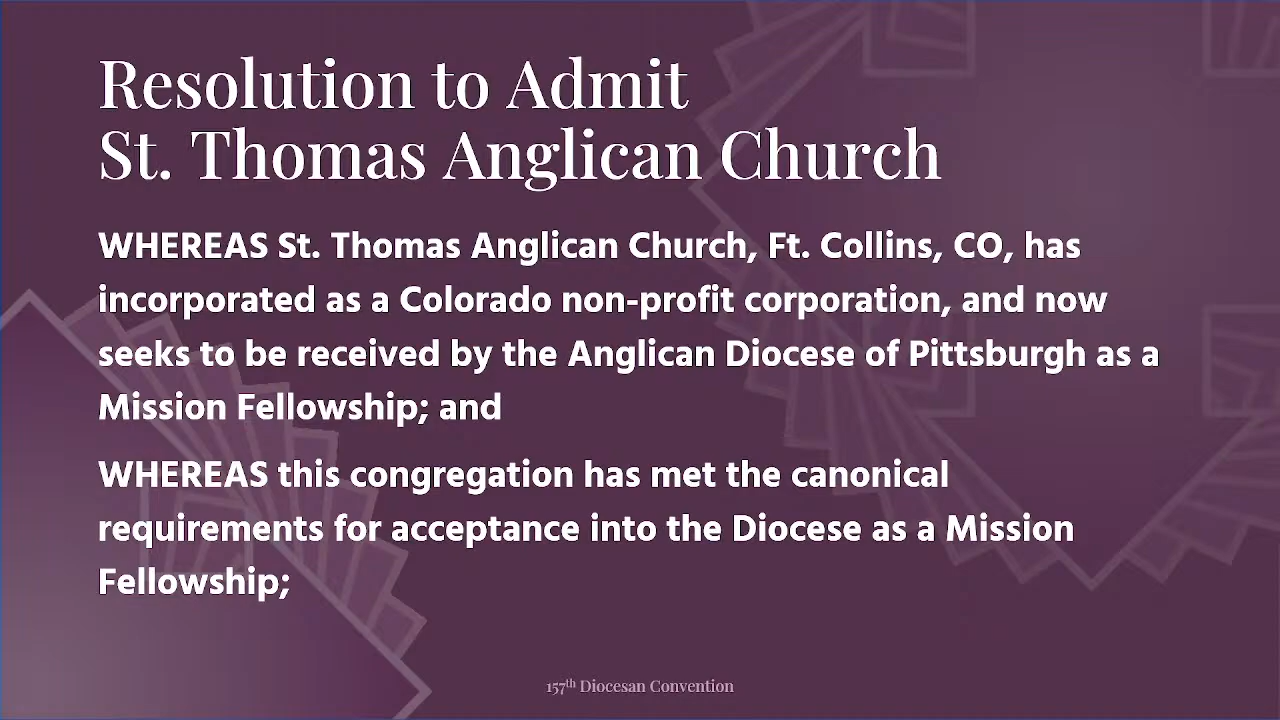 Resolution to Admit
St. Thomas Anglican Church
WHEREAS St. Thomas Anglican Church, Ft. Collins, CO, has
incorporated as a Colorado non-profit corporation, and now
seeks to be received by the Anglican Diocese of Pittsburgh as a
Mission Fellowship; and
WHEREAS this congregation has met the canonical
requirements for acceptance into the Diocese as a Mission
Fellowship;
157th Diocesan Convention